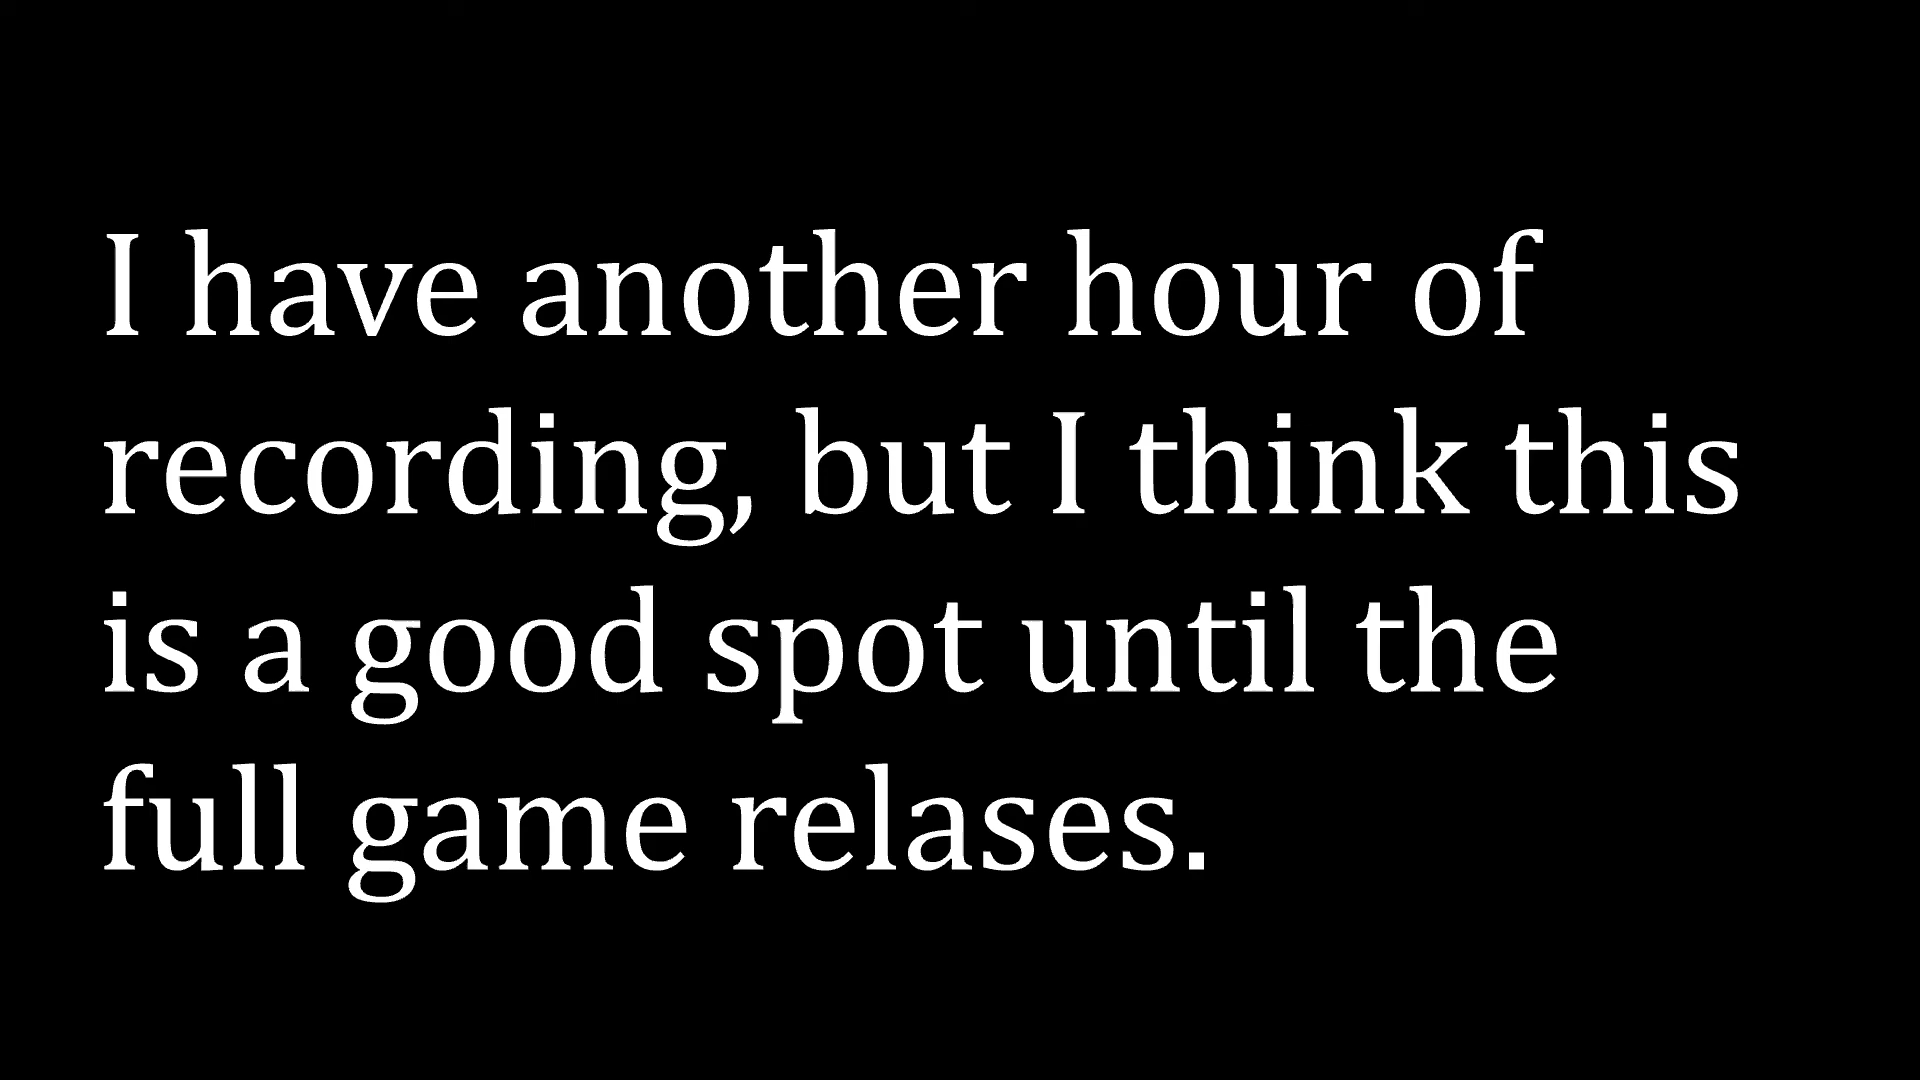 I have another hour of
recording, but I think this
is a good spot until the
full game relases.